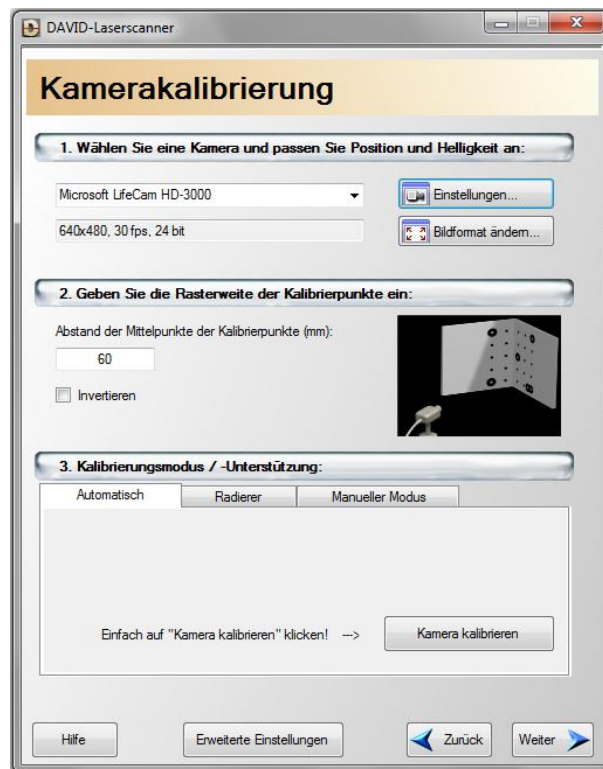 DAVID-Laserscanner
Kamerakalibrierung
1. Wählen Sie eine Kamera und passen Sie Position und Helligkeit an:
Microsoft LifeCam HD-3000
Einstellungen...
640x480, 30 fps, 24 bit
Bildformat ändern...
2. Geben Sie die Rasterweite der Kalibrierpunkte ein:
Abstand der Mittelpunkte der Kalibrierpunkte (mm):
60
Invertieren
3. Kalibrierungsmodus / -Unterstützung:
Automatisch Radierer Manueller Modus
Einfach auf "Kamera kalibrieren" klicken! ---> Kamera kalibrieren
Hilfe Erweiterte Einstellungen Zurück Weiter